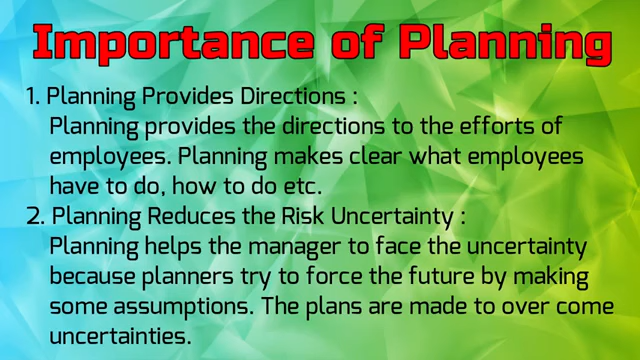 Importance of Planning
1. Planning Provides Directions :
Planning provides the directions to the efforts of
employees. Planning makes clear what employees
have to do, how to do etc.
2. Planning Reduces the Risk Uncertainty :
Planning helps the manager to face the uncertainty
because planners try to force the future by making
some assumptions. The plans are made to over come
uncertainties.